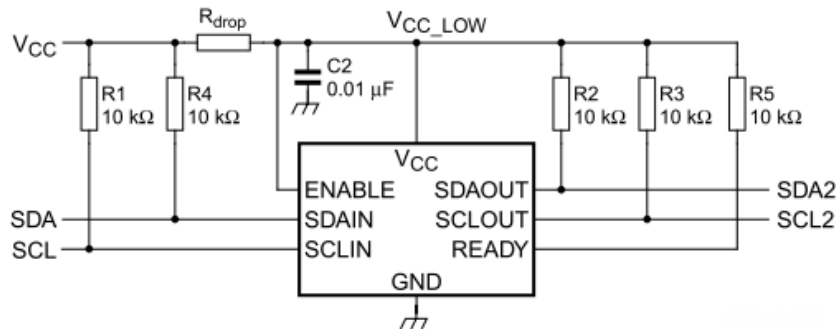 Rdrop
VCC VCC_LOW
C2
0.01 μF
R1
10 kΩ
R4
10 kΩ
R2
10 kΩ
R3
10 kΩ
R5
10 kΩ
VCC
ENABLE SDAOUT SDA2
SDA SDAIN SCLOUT SCL2
SCL SCLIN READY
GND